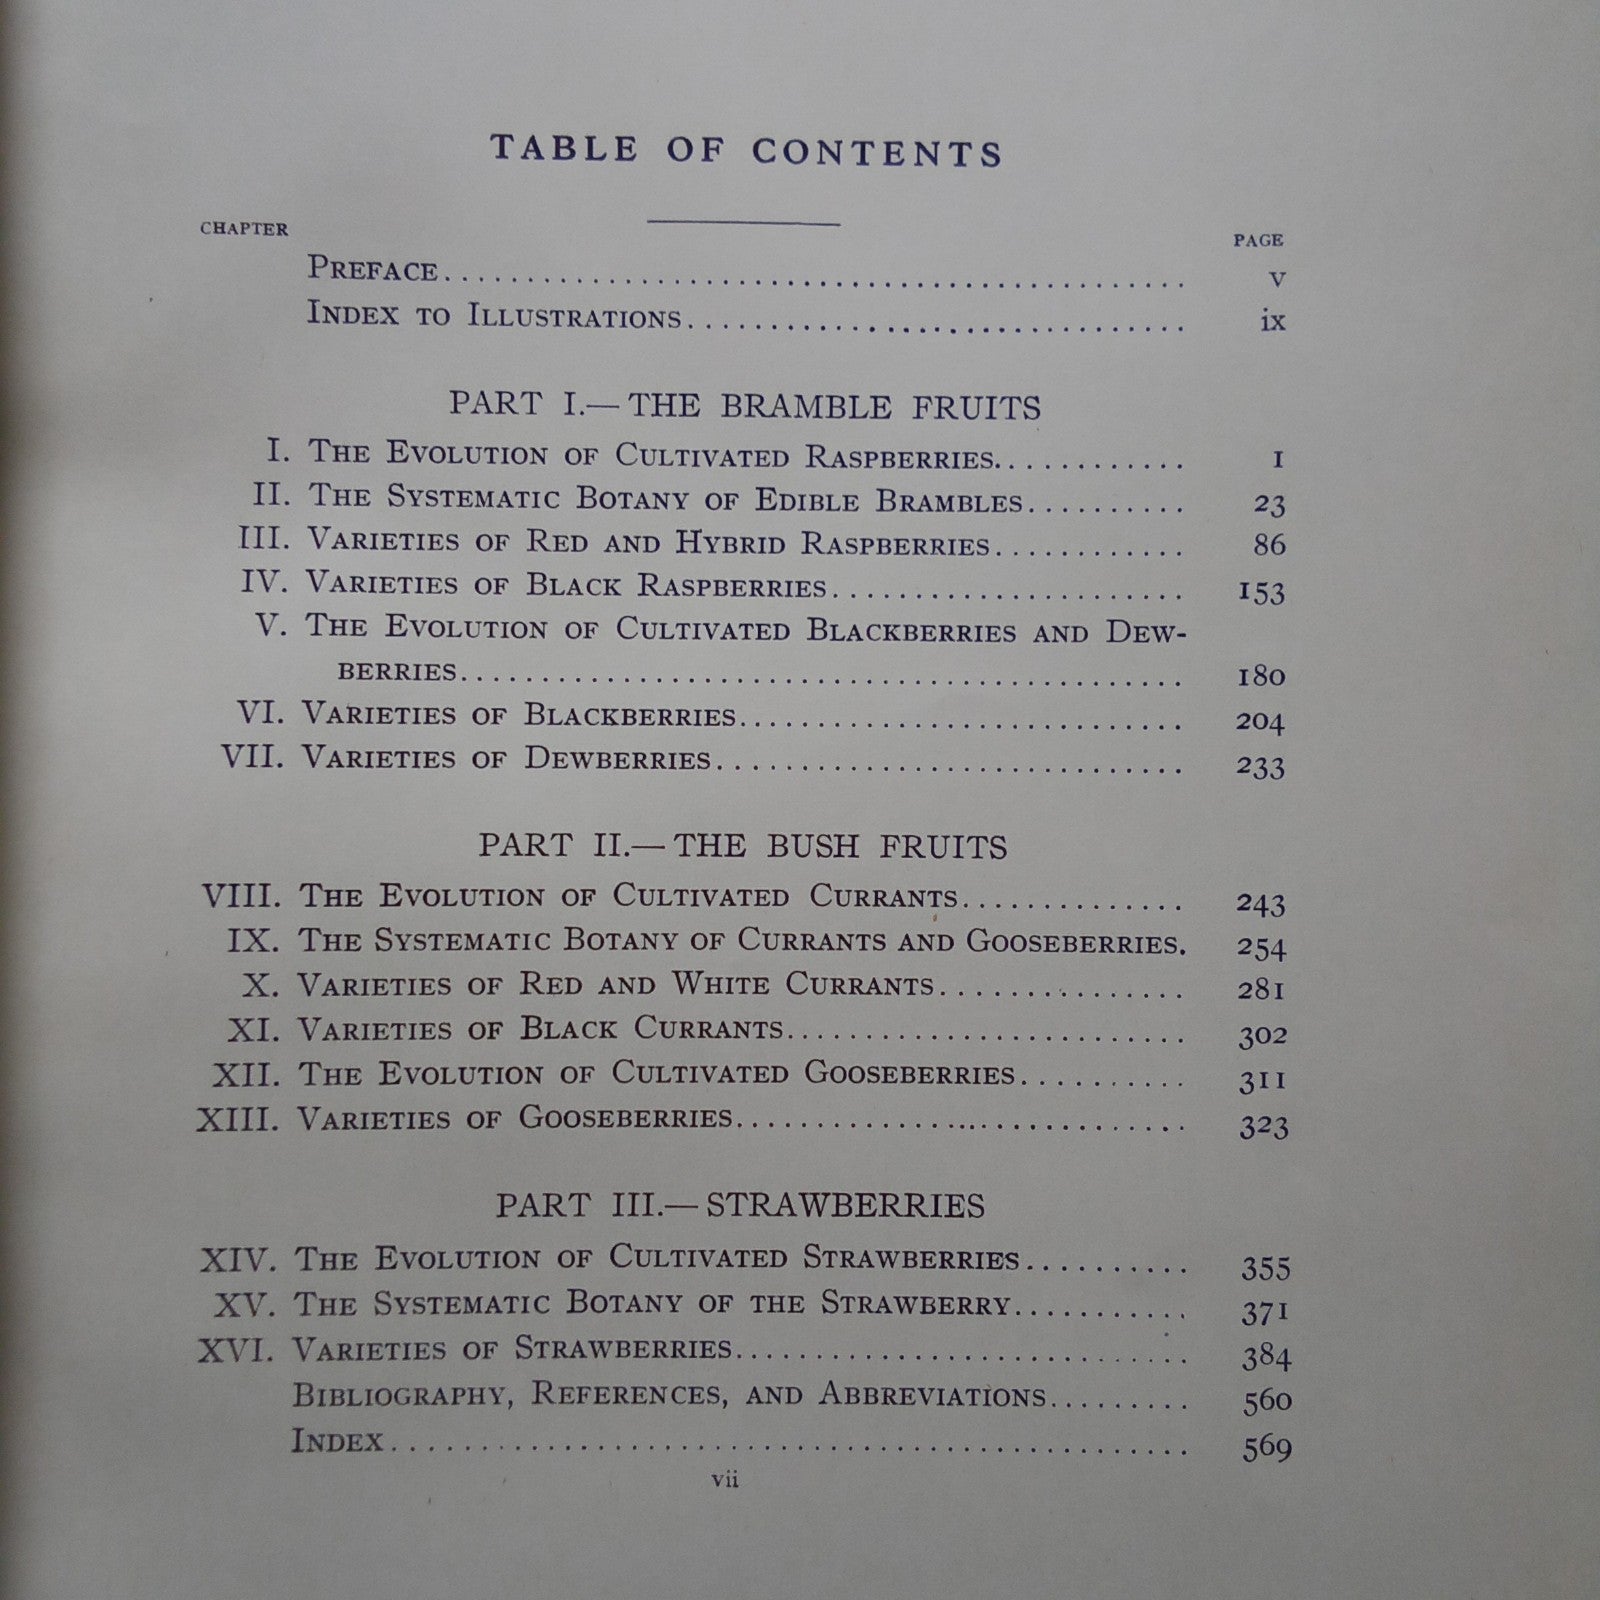 TABLE OF CONTENTS
CHAPTER PAGE
PREFACE........................................ v
INDEX TO ILLUSTRATIONS............................ ix
PART I.—THE BRAMBLE FRUITS
I. THE EVOLUTION OF CULTIVATED RASPBERRIES............ 1
II. THE SYSTEMATIC BOTANY OF EDIBLE BRAMBLES.......... 23
III. VARIETIES OF RED AND HYBRID RASPBERRIES............ 86
IV. VARIETIES OF BLACK RASPBERRIES...................... 153
V. THE EVOLUTION OF CULTIVATED BLACKBERRIES AND DEW-
BERRIES........................................ 180
VI. VARIETIES OF BLACKBERRIES........................... 204
VII. VARIETIES OF DEWBERRIES............................. 233
PART II.—THE BUSH FRUITS
VIII. THE EVOLUTION OF CULTIVATED CURRANTS.............. 243
IX. THE SYSTEMATIC BOTANY OF CURRANTS AND GOOSEBERRIES. 254
X. VARIETIES OF RED AND WHITE CURRANTS............... 281
XI. VARIETIES OF BLACK CURRANTS......................... 302
XII. THE EVOLUTION OF CULTIVATED GOOSEBERRIES.......... 311
XIII. VARIETIES OF GOOSEBERRIES............................ 323
PART III.—STRAWBERRIES
XIV. THE EVOLUTION OF CULTIVATED STRAWBERRIES.......... 355
XV. THE SYSTEMATIC BOTANY OF THE STRAWBERRY........... 371
XVI. VARIETIES OF STRAWBERRIES............................ 384
BIBLIOGRAPHY, REFERENCES, AND ABBREVIATIONS......... 560
INDEX............................................ 569
vii